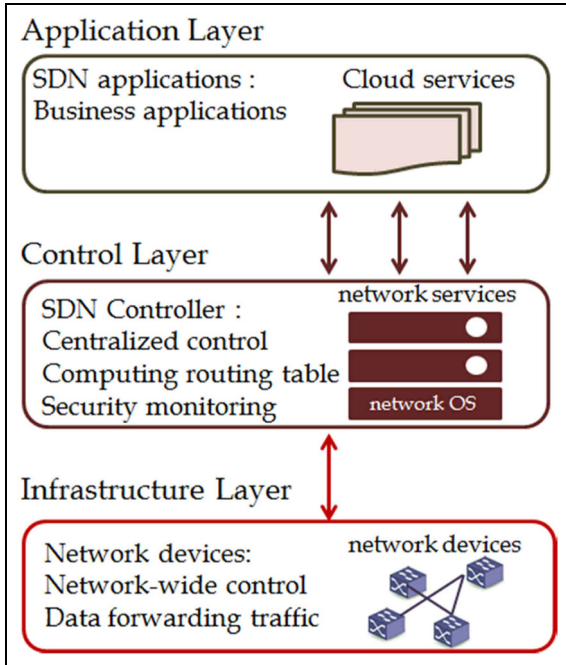 Application Layer
SDN applications :
Business applications
Cloud services
Control Layer
SDN Controller :
Centralized control
Computing routing table
Security monitoring
network services
network OS
Infrastructure Layer
Network devices:
Network-wide control
Data forwarding traffic
network devices